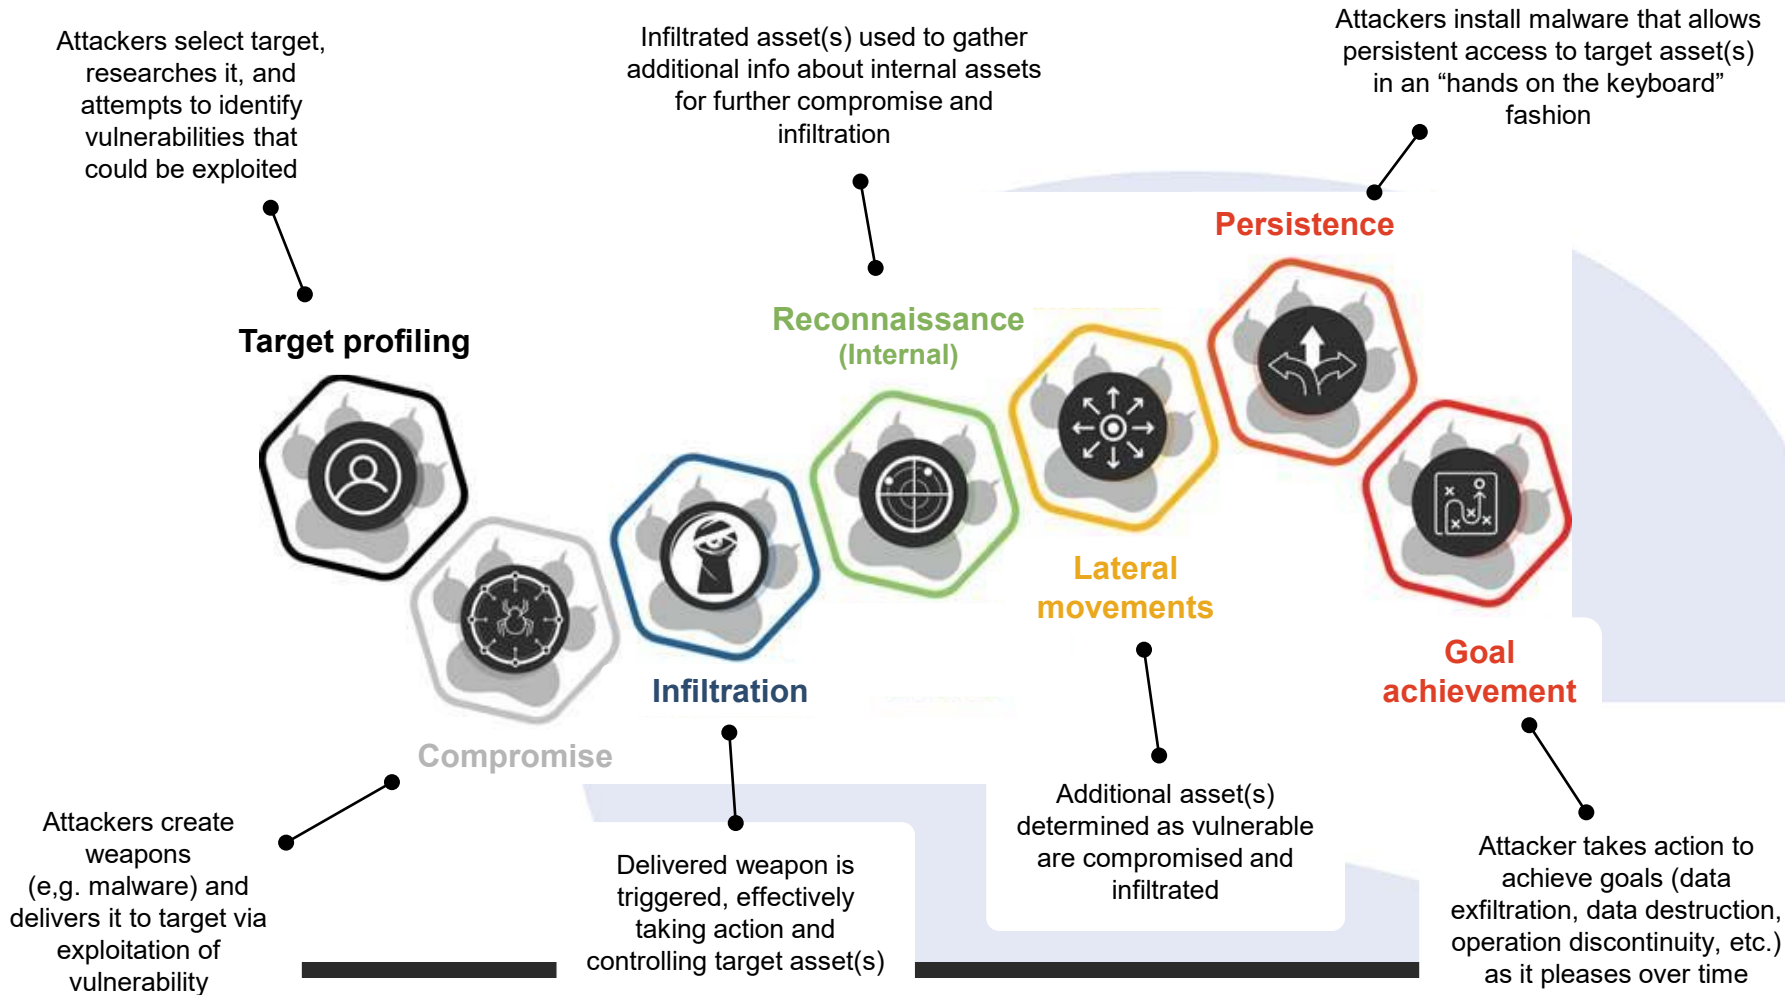 Attackers select target,
researches it, and
attempts to identify
vulnerabilities that
could be exploited
Target profiling
Attackers create
weapons
(e,g. malware) and
delivers it to target via
exploitation of
vulnerability
Compromise
Infiltration
Delivered weapon is
triggered, effectively
taking action and
controlling target asset(s)
Infiltrated asset(s) used to gather
additional info about internal assets
for further compromise and
infiltration
Reconnaissance
(Internal)
Lateral
movements
Additional asset(s)
determined as vulnerable
are compromised and
infiltrated
Attackers install malware that allows
persistent access to target asset(s)
in an “hands on the keyboard”
fashion
Persistence
Goal
achievement
Attacker takes action to
achieve goals (data
exfiltration, data destruction,
operation discontinuity, etc.)
as it pleases over time